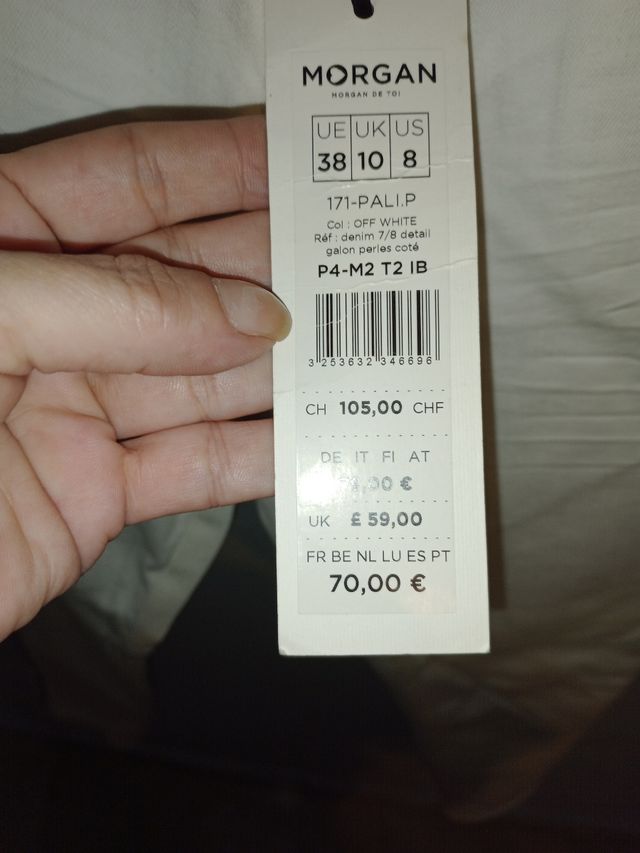 MORGAN
MORGAN DE TOI
UE UK US
38 10 8
171-PALI.P
Col : OFF WHITE
Réf : denim 7/8 detail
galon perles coté
P4-M2 T2 IB
3 253632 346696
CH 105,00 CHF
DE IT FI AT
,00 €
UK £ 59,00
FR BE NL LU ES PT
70,00 €